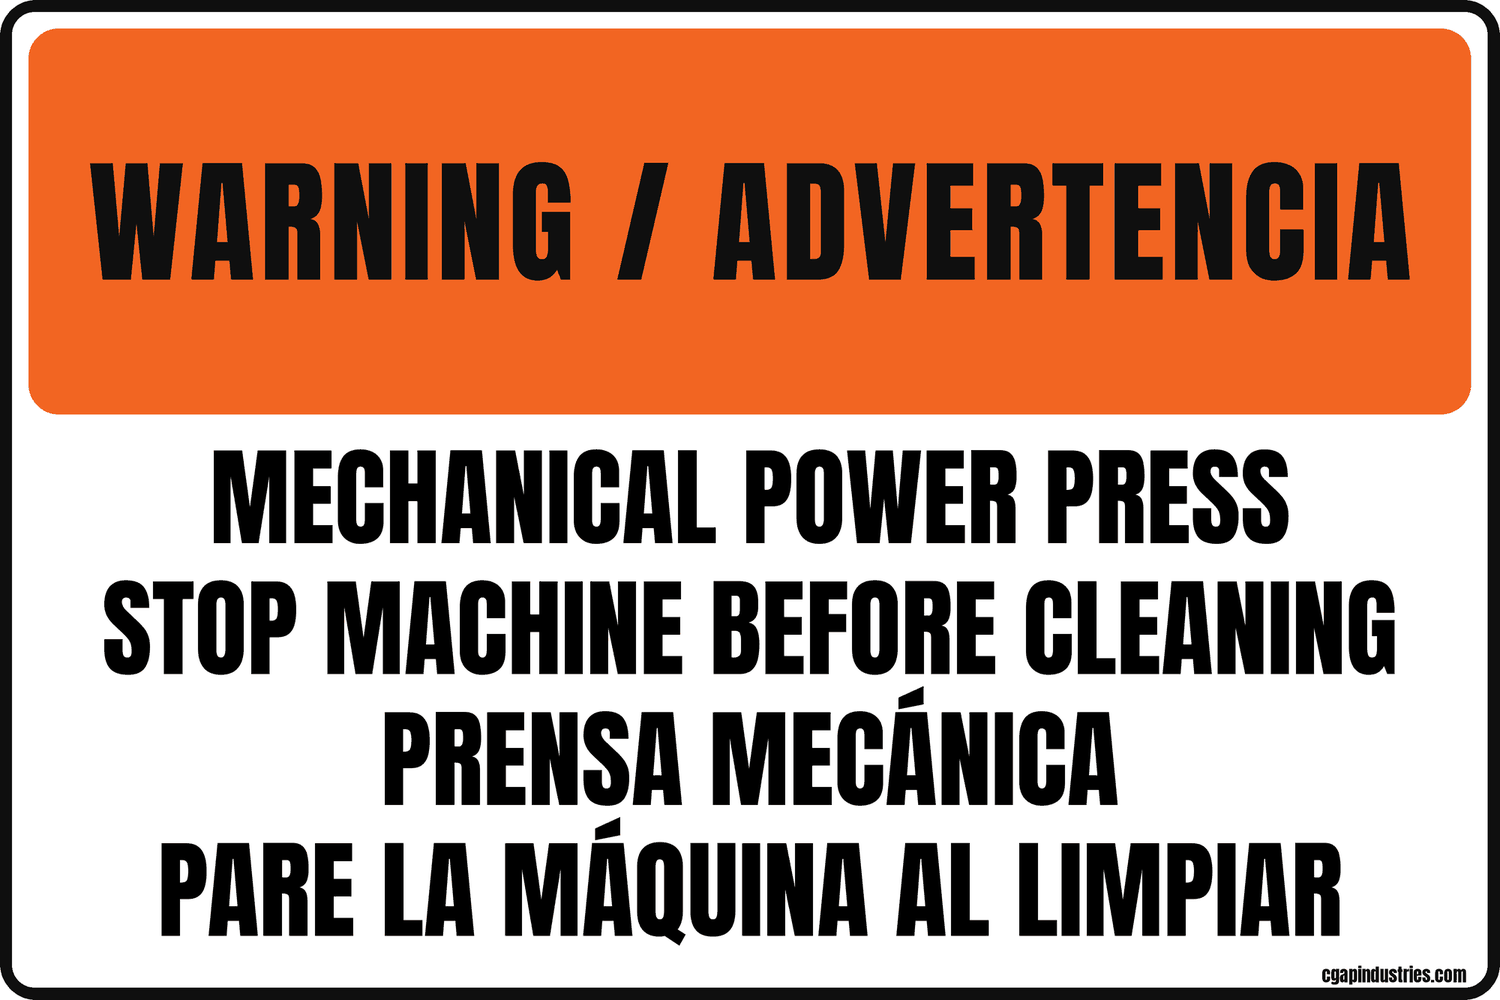 WARNING / ADVERTENCIA
MECHANICAL POWER PRESS
STOP MACHINE BEFORE CLEANING
PRENSA MECÁNICA
PARE LA MÁQUINA AL LIMPIAR
cgapindustries.com